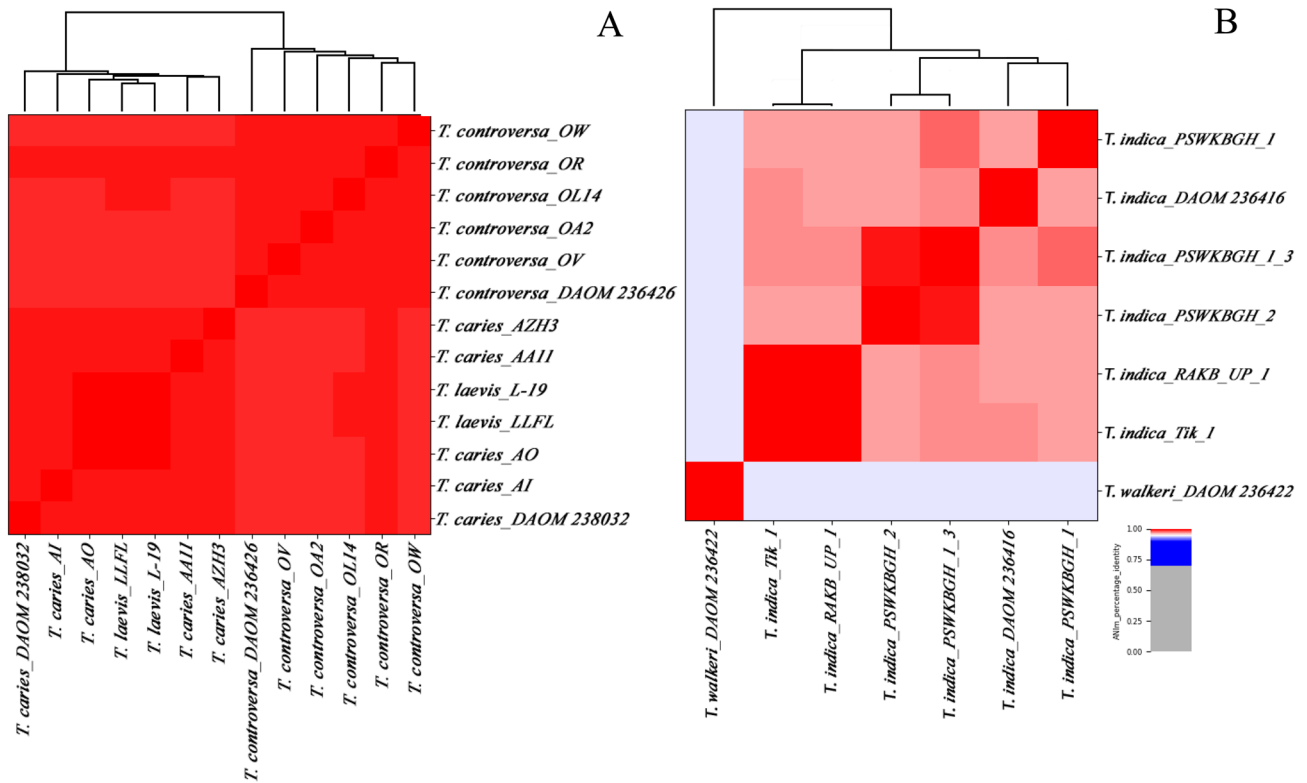 A
T. controversa_OW
T. controversa_OR
T. controversa_OL14
T. controversa_OA2
T. controversa_OV
T. controversa_DAOM 236426
T. caries_AZH3
T. caries_AA11
T. laevis_L-19
T. laevis_LLFL
T. caries_AO
T. caries_AI
T. caries_DAOM 238032
T. caries_DAOM 238032
T. caries_AI
T. caries_AO
T. laevis_LLFL
T. laevis_L-19
T. caries_AA11
T. caries_AZH3
T. controversa_DAOM 236426
T. controversa_OV
T. controversa_OA2
T. controversa_OL14
T. controversa_OR
T. controversa_OW
B
T. indica_PSWKBGH_1
T. indica_DAOM 236416
T. indica_PSWKBGH_1_3
T. indica_PSWKBGH_2
T. indica_RAKB_UP_1
T. indica_Tik_1
T. walkeri_DAOM 236422
T. walkeri_DAOM 236422
T. indica_Tik_1
T. indica_RAKB_UP_1
T. indica_PSWKBGH_2
T. indica_PSWKBGH_1_3
T. indica_DAOM 236416
T. indica_PSWKBGH_1
ANIm_percentage_identity
1.00
0.75
0.50
0.25
0.00